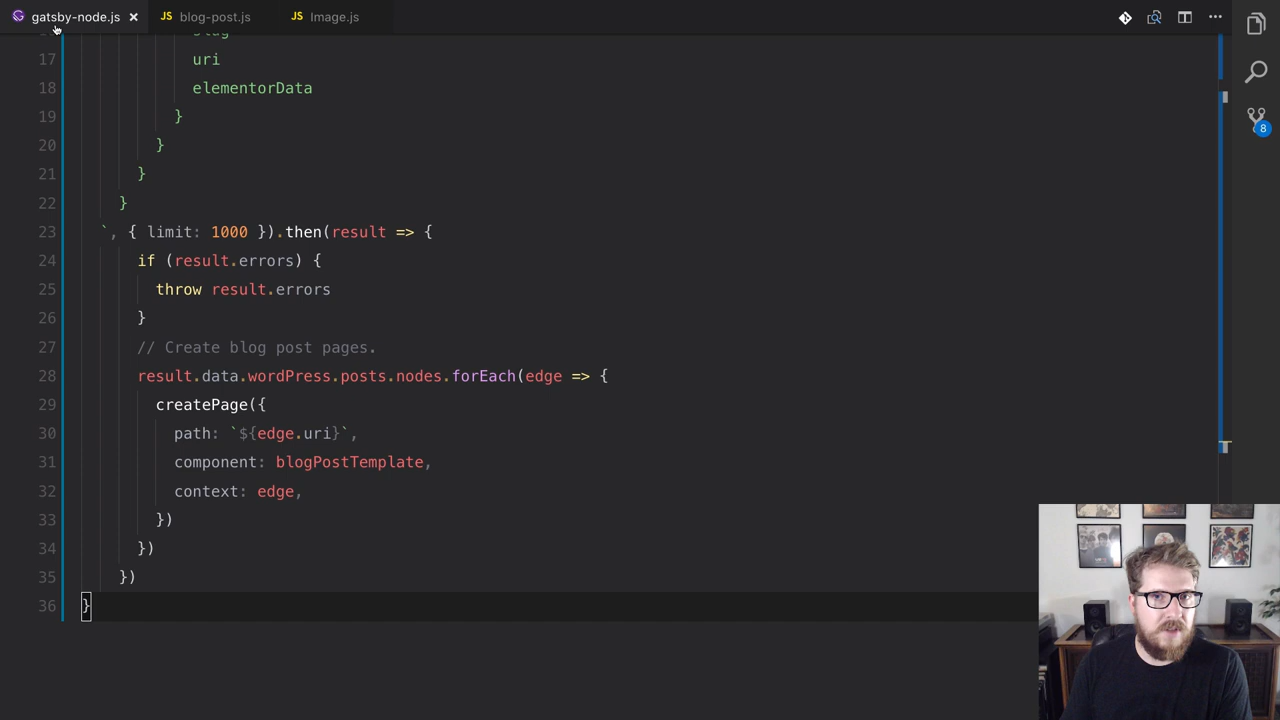 gatsby-node.js × JS blog-post.js JS Image.js
17 uri
18 elementorData
19 }
20 }
21 }
22 }
23 `, { limit: 1000 }).then(result => {
24 if (result.errors) {
25 throw result.errors
26 }
27 // Create blog post pages.
28 result.data.wordPress.posts.nodes.forEach(edge => {
29 createPage({
30 path: `${edge.uri}`,
31 component: blogPostTemplate,
32 context: edge,
33 })
34 })
35 })
36 }
8